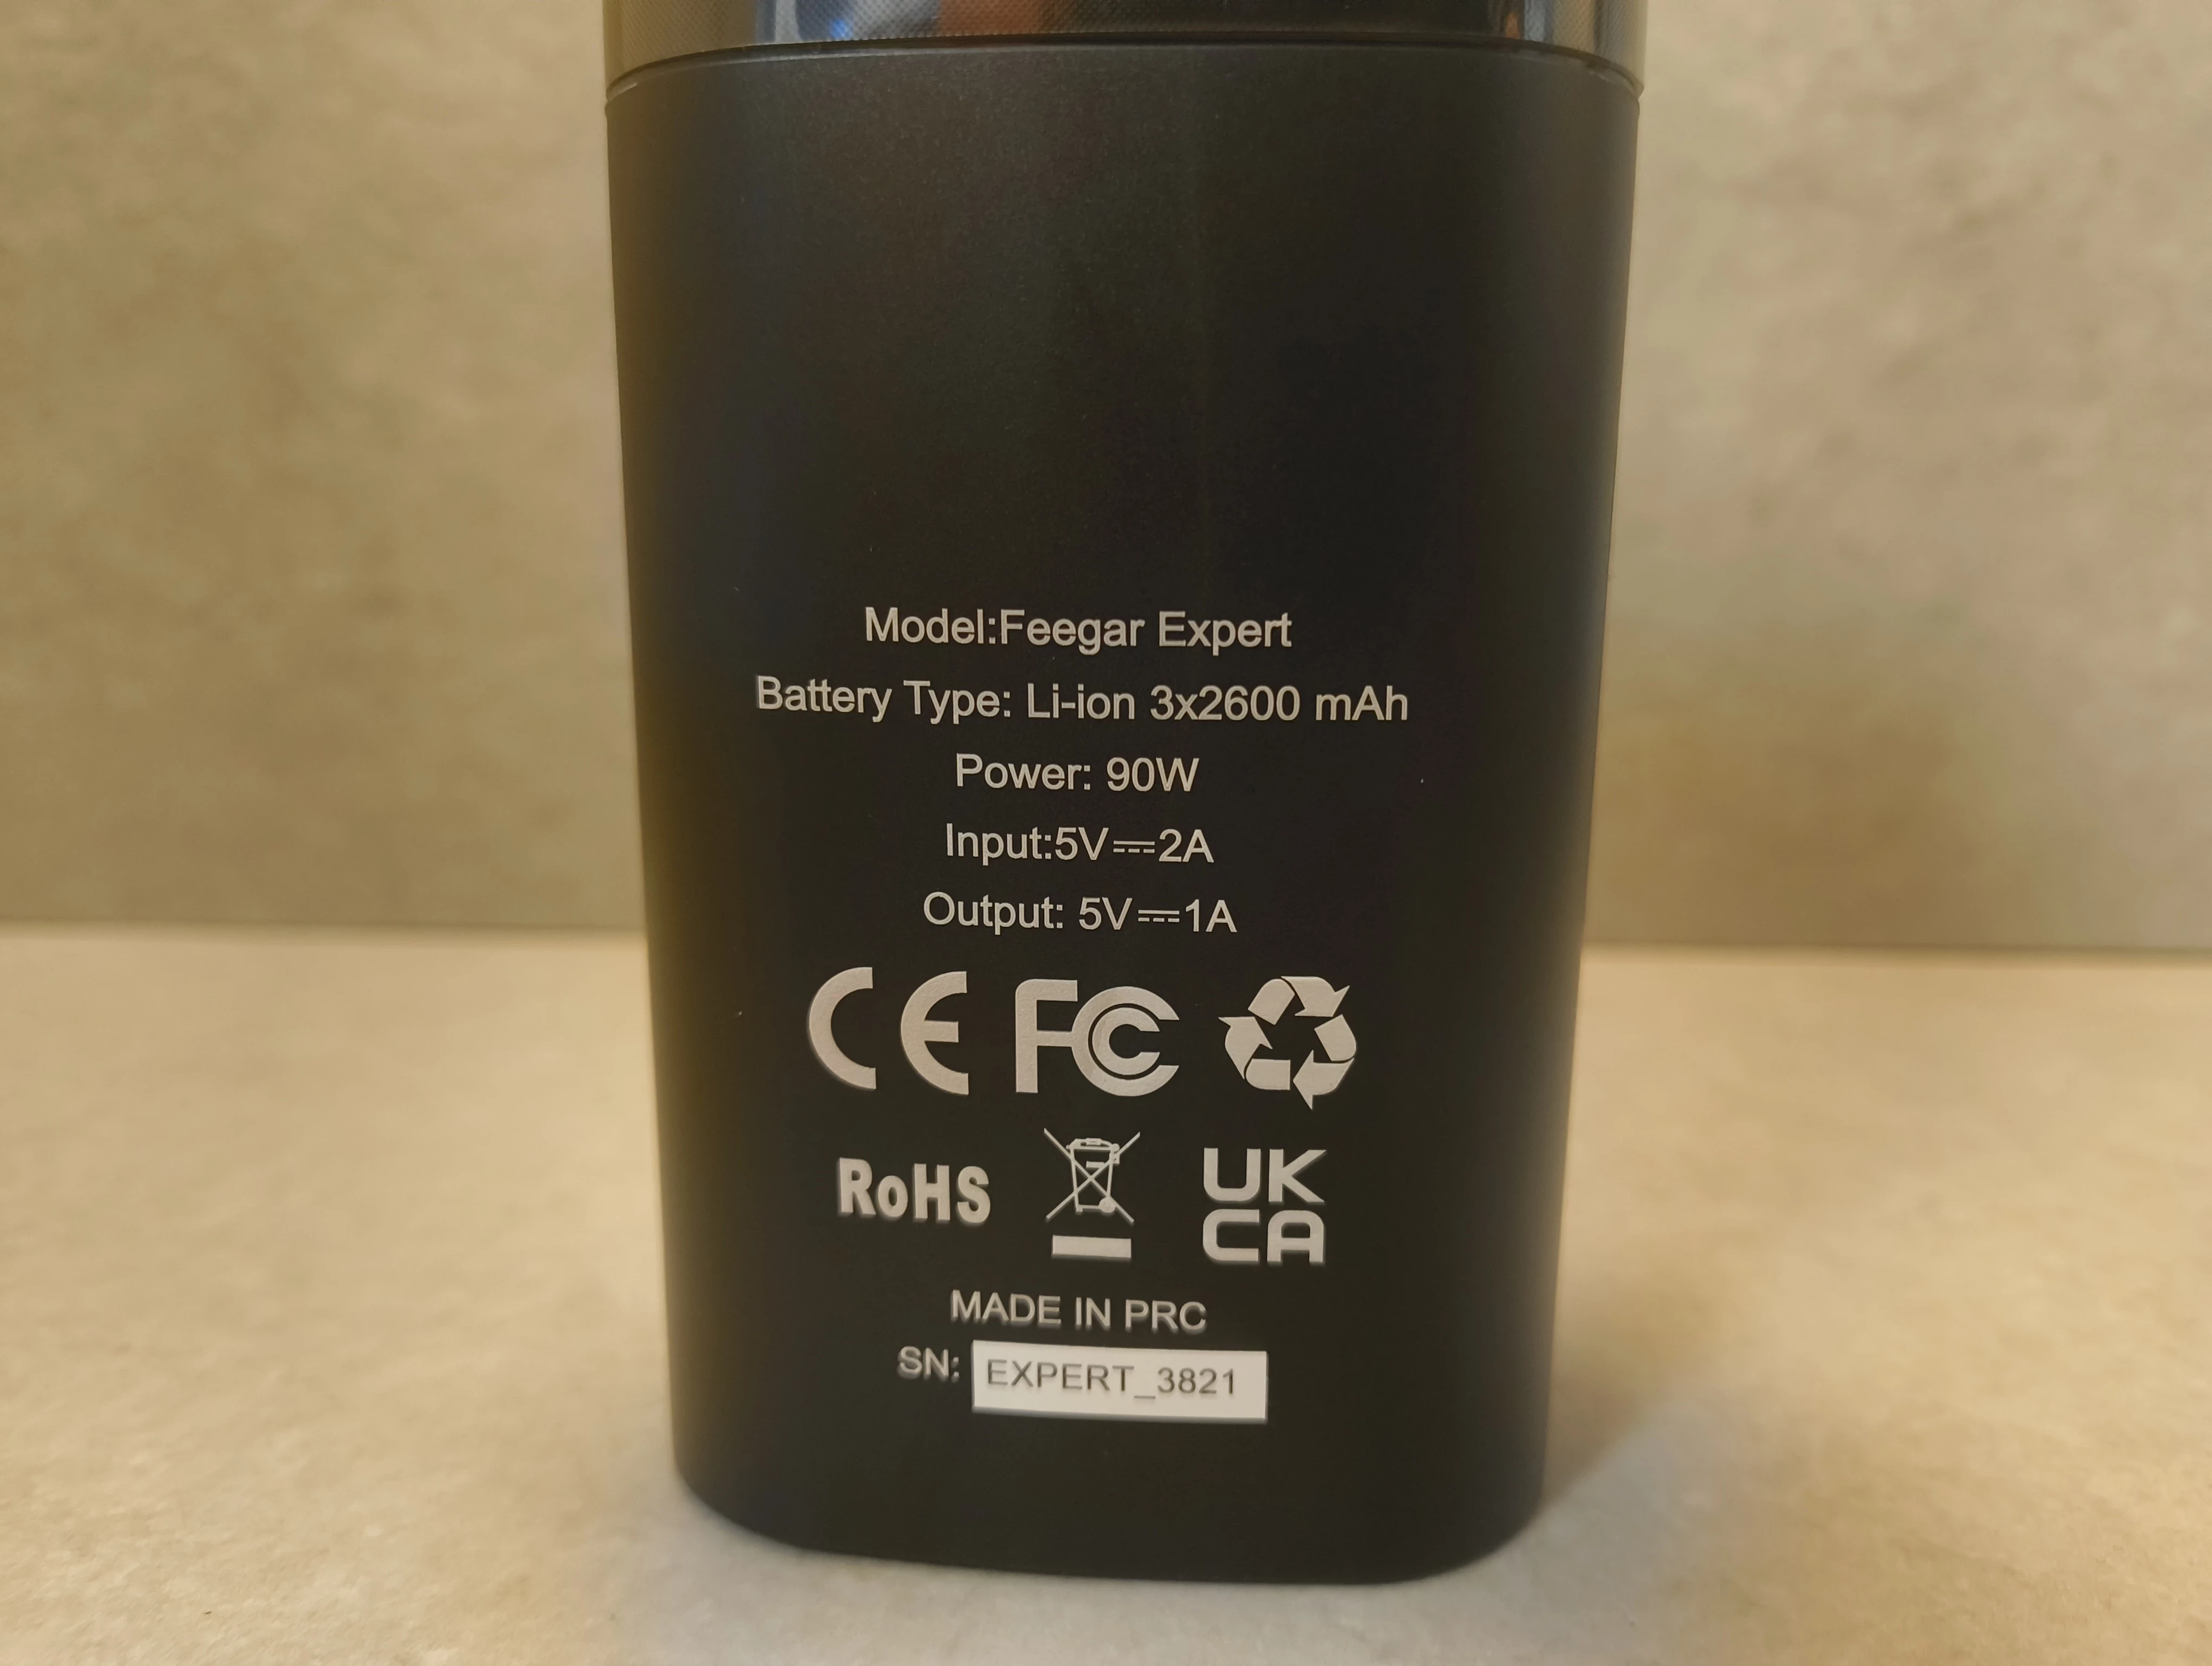 Model:Feegar Expert
Battery Type: Li-ion 3x2600 mAh
Power: 90W
Input:5V⎓2A
Output: 5V⎓1A
CE FC
RoHS UK
CA
MADE IN PRC
SN: EXPERT_3821